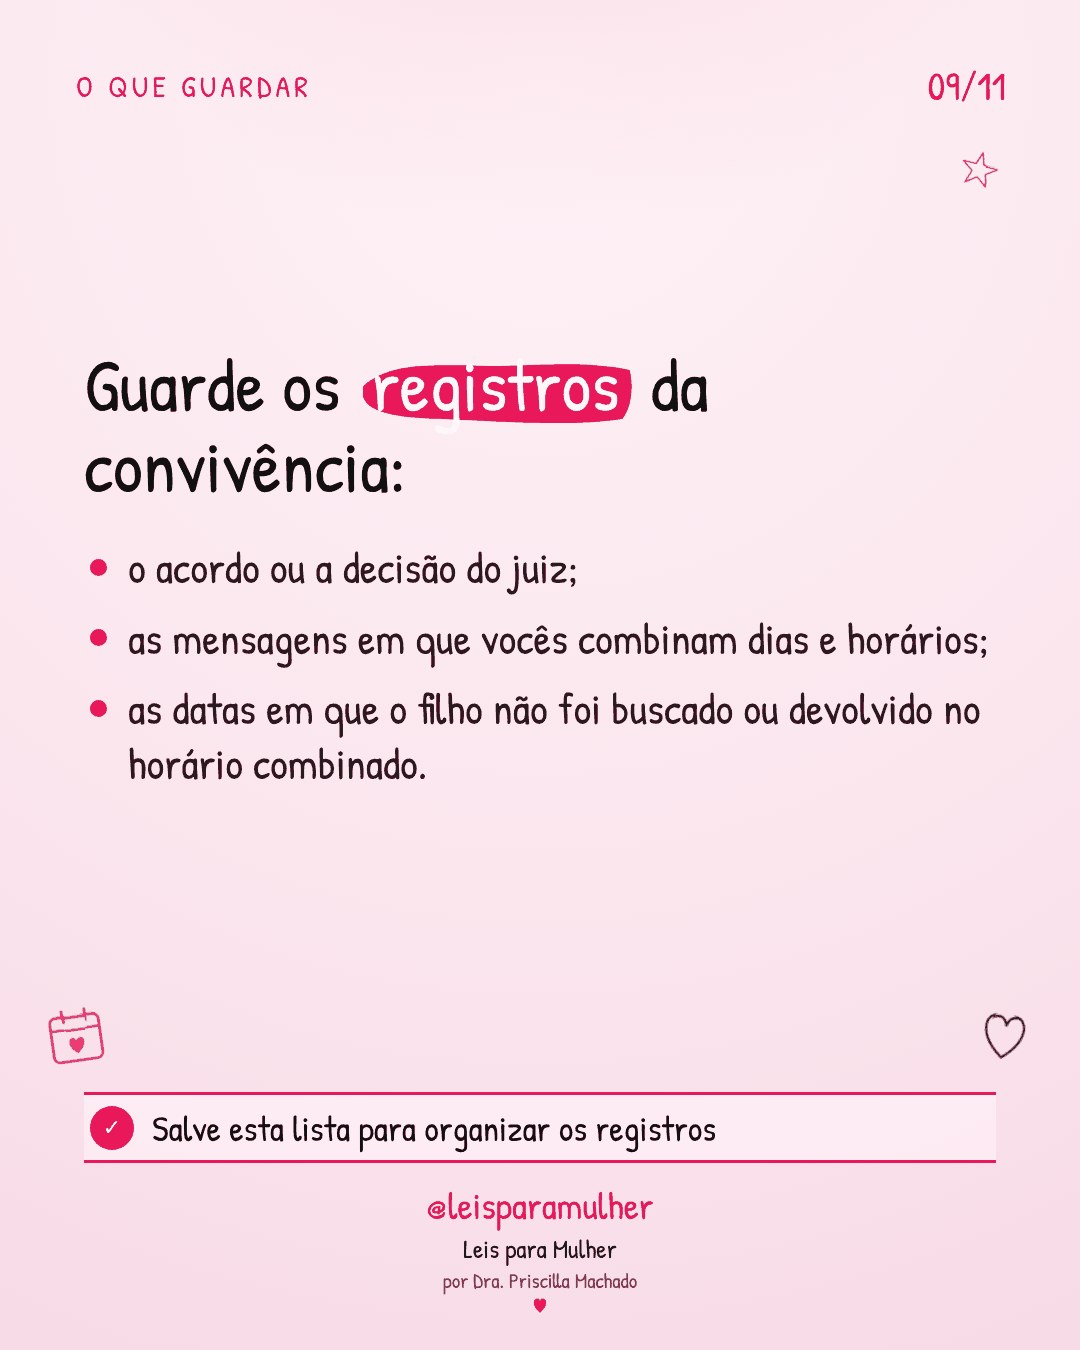 O QUE GUARDAR
09/11
Guarde os registros da
convivência:
o acordo ou a decisão do juiz;
as mensagens em que vocês combinam dias e horários;
as datas em que o filho não foi buscado ou devolvido no
horário combinado.
✓ Salve esta lista para organizar os registros
@leisparamulher
Leis para Mulher
por Dra. Priscilla Machado